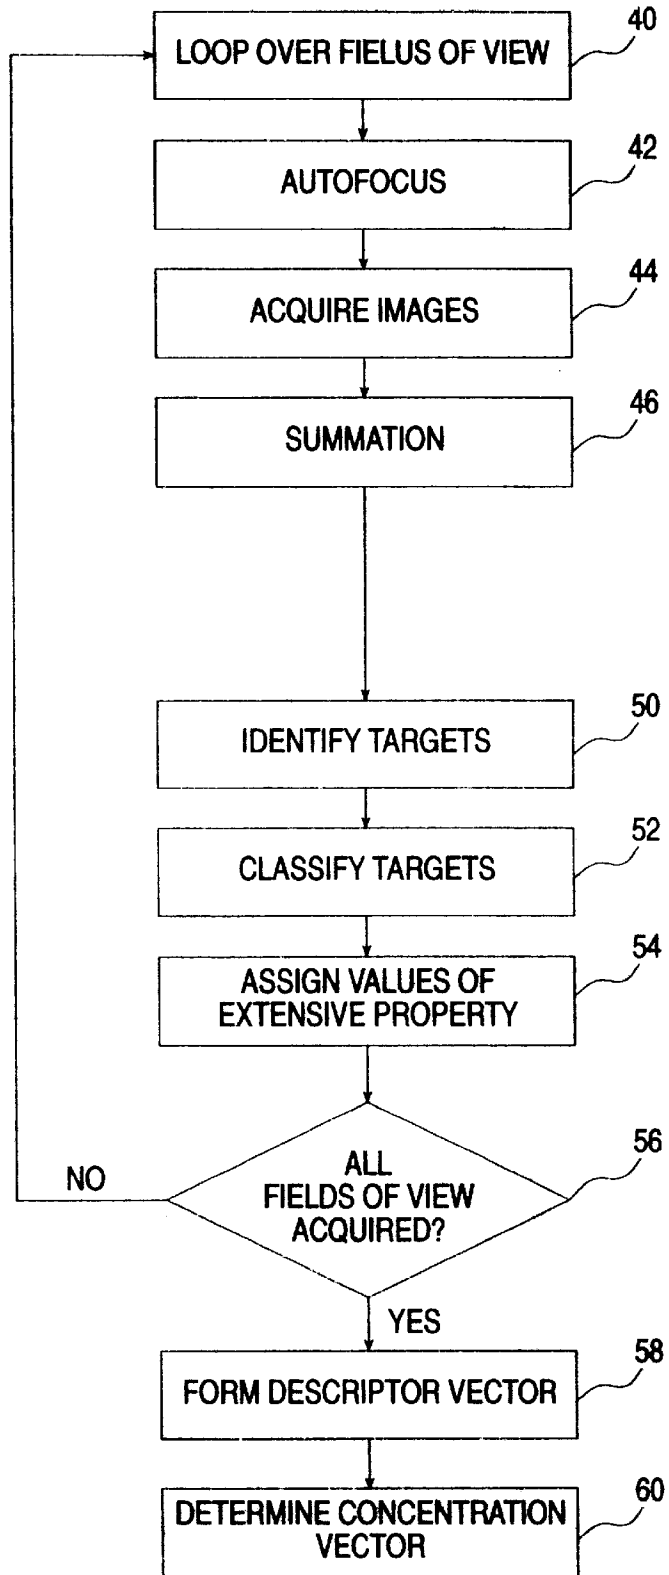 40
LOOP OVER FIELUS OF VIEW
42
AUTOFOCUS
44
ACQUIRE IMAGES
46
SUMMATION
50
IDENTIFY TARGETS
52
CLASSIFY TARGETS
54
ASSIGN VALUES OF
EXTENSIVE PROPERTY
56
ALL
FIELDS OF VIEW
ACQUIRED?
NO
YES
58
FORM DESCRIPTOR VECTOR
60
DETERMINE CONCENTRATION
VECTOR